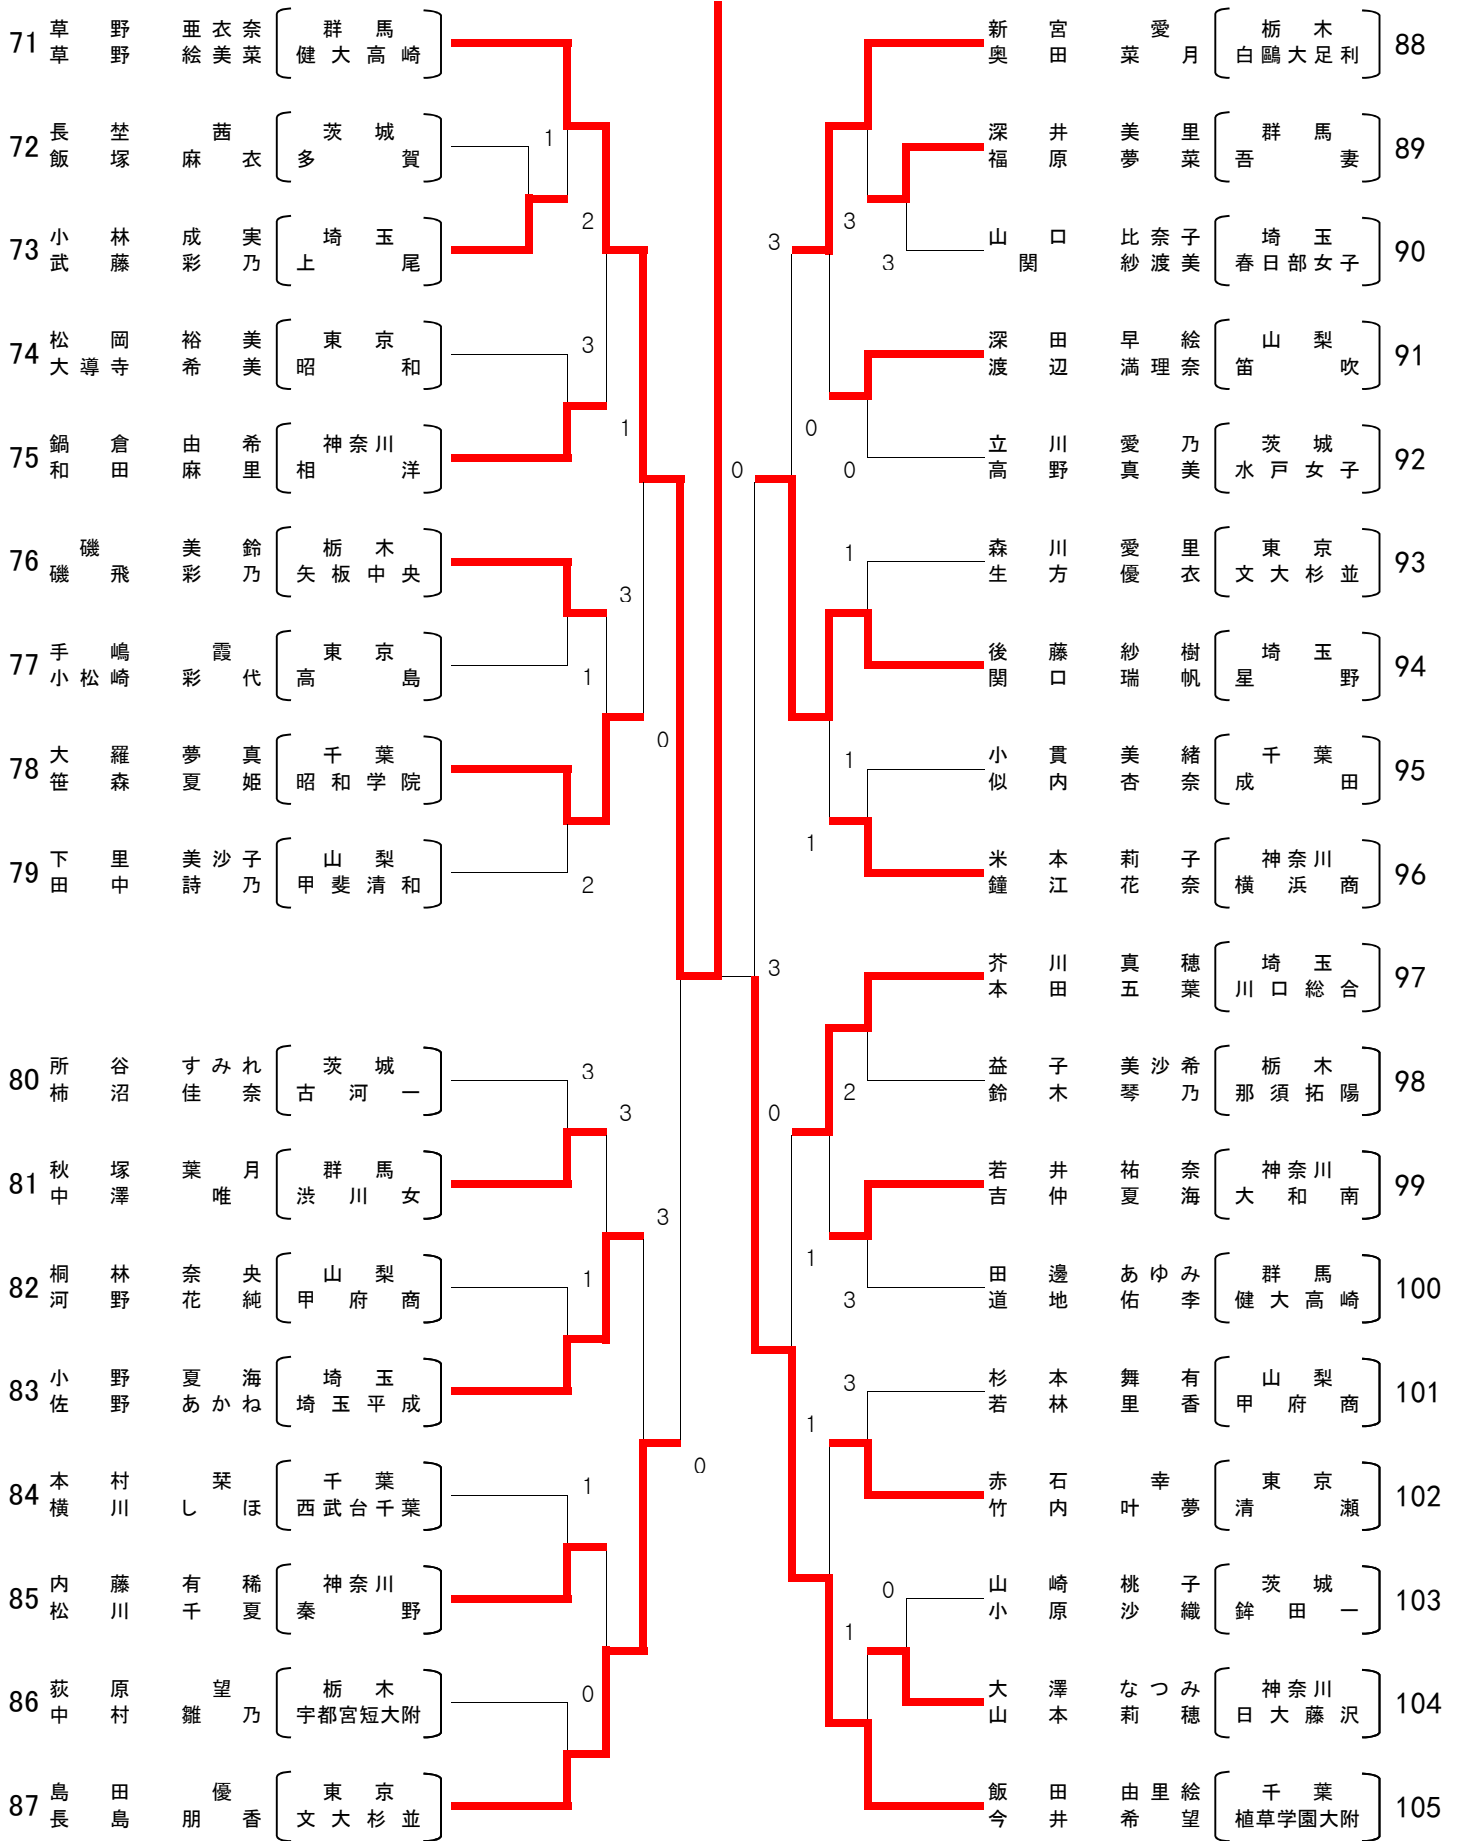 71 草野 亜衣奈 群馬
草野 絵美菜 健大高崎
72 長埜 茜 茨城
飯塚 麻衣 多賀
1
73 小林 成実 埼玉
武藤 彩乃 上尾
2
74 松岡 裕美 東京
大導寺 希美 昭和
3
75 鍋倉 由希 神奈川
和田 麻里 相洋
1
76 磯 美鈴 栃木
磯飛 彩乃 矢板中央
3
77 手嶋 霞 東京
小松崎 彩代 高島
1
78 大羅 夢真 千葉
笹森 夏姫 昭和学院
0
79 下里 美沙子 山梨
田中 詩乃 甲斐清和
2
80 所谷 すみれ 茨城
柿沼 佳奈 古河一
3
3
81 秋塚 葉月 群馬
中澤 唯 渋川女
3
82 桐林 奈央 山梨
河野 花純 甲府商
1
83 小野 夏海 埼玉
佐野 あかね 埼玉平成
0
84 本村 栞 千葉
横川 しほ 西武台千葉
1
85 内藤 有稀 神奈川
松川 千夏 秦野
86 荻原 望 栃木
中村 雛乃 宇都宮短大附
0
87 島田 優 東京
長島 朋香 文大杉並
新宮 愛 栃木 88
奥田 菜月 白鷗大足利
深井 美里 群馬 89
福原 夢菜 吾妻
3
3
山口 比奈子 埼玉 90
関 紗渡美 春日部女子
3
深田 早絵 山梨 91
渡辺 満理奈 笛吹
0
立川 愛乃 茨城 92
高野 真美 水戸女子
0
0
森川 愛里 東京 93
生方 優衣 文大杉並
1
後藤 紗樹 埼玉 94
関口 瑞帆 星野
小貫 美緒 千葉 95
似内 杏奈 成田
1
米本 莉子 神奈川 96
鐘江 花奈 横浜商
1
芥川 真穂 埼玉 97
本田 五葉 川口総合
3
益子 美沙希 栃木 98
鈴木 琴乃 那須拓陽
2
0
若井 祐奈 神奈川 99
吉仲 夏海 大和南
1
田邊 あゆみ 群馬 100
道地 佑李 健大高崎
3
杉本 舞有 山梨 101
若林 里香 甲府商
3
1
赤石 幸 東京 102
竹内 叶夢 清瀬
山崎 桃子 茨城 103
小原 沙織 鉾田一
0
1
大澤 なつみ 神奈川 104
山本 莉穂 日大藤沢
飯田 由里絵 千葉 105
今井 希望 植草学園大附